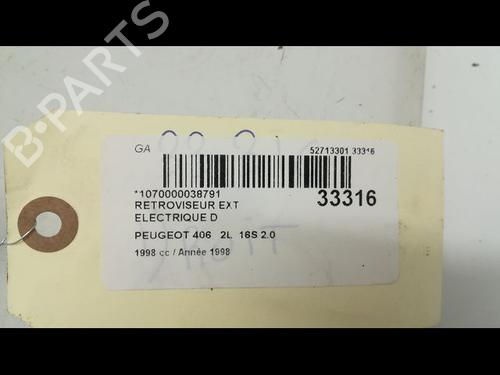 GA
52713301 33316
*1070000038791
33316
RETROVISEUR EXT
ELECTRIQUE D
PEUGEOT 406 2L 16S 2.0
1998 cc / Année 1998
B-PARTS